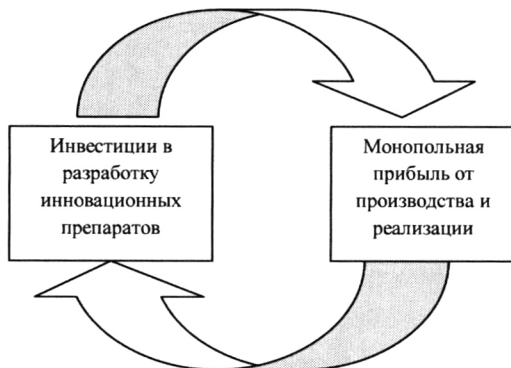 Инвестиции в
разработку
инновационных
препаратов
Монопольная
прибыль от
производства и
реализации